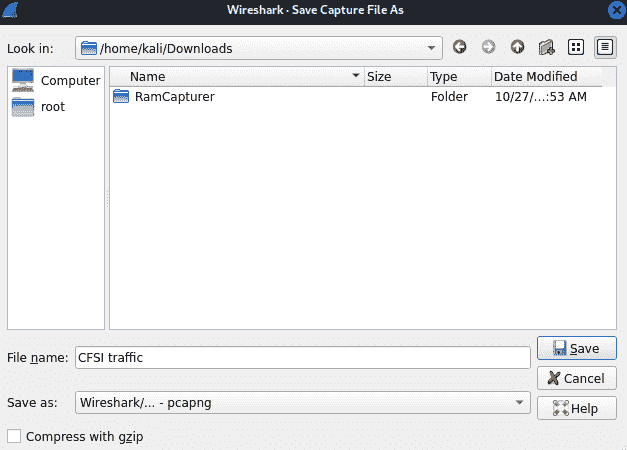 Wireshark · Save Capture File As
Look in: /home/kali/Downloads
Computer
root
Name Size Type Date Modified
RamCapturer Folder 10/27/...:53 AM
File name: CFSI traffic
Save
Cancel
Save as: Wireshark/... - pcapng
Help
Compress with gzip